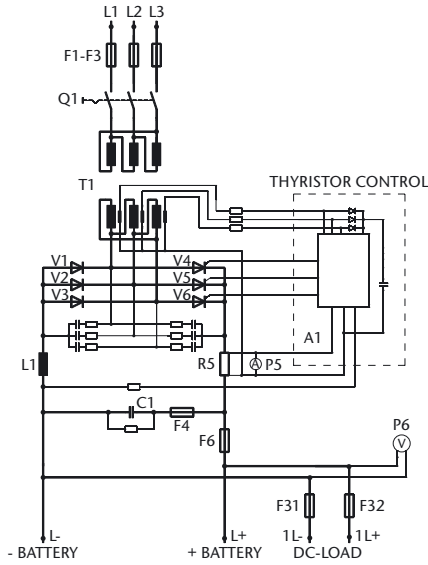 L1 L2 L3
F1-F3
Q1
T1
THYRISTOR CONTROL
V1 V4
V2 V5
V3 V6
A1
L1
R5
A P5
C1
F4
P6
F6
V
F31 F32
L- L+ 1L- 1L+
- BATTERY + BATTERY DC-LOAD